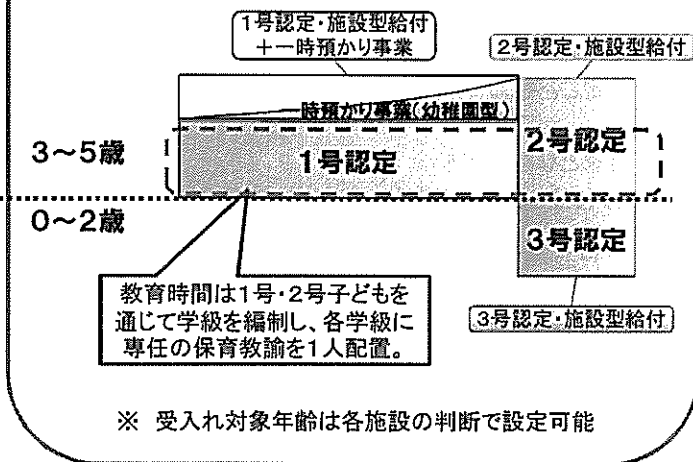 1号認定・施設型給付
+一時預かり事業
2号認定・施設型給付
一時預かり事業(幼稚園型)
2号認定
3~5歳
1号認定
0~2歳
3号認定
教育時間は1号・2号子どもを
通じて学級を編制し、各学級に
専任の保育教諭を1人配置。
3号認定・施設型給付
※ 受入れ対象年齢は各施設の判断で設定可能